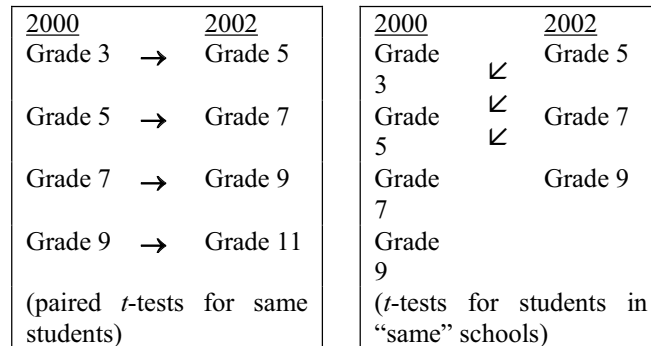 2000 2002
Grade 3 → Grade 5
Grade 5 → Grade 7
Grade 7 → Grade 9
Grade 9 → Grade 11
(paired t-tests for same
students)
2000 2002
Grade ↙ Grade 5
3
↙
Grade ↙ Grade 7
5
Grade Grade 9
7
Grade
9
(t-tests for students in
“same” schools)